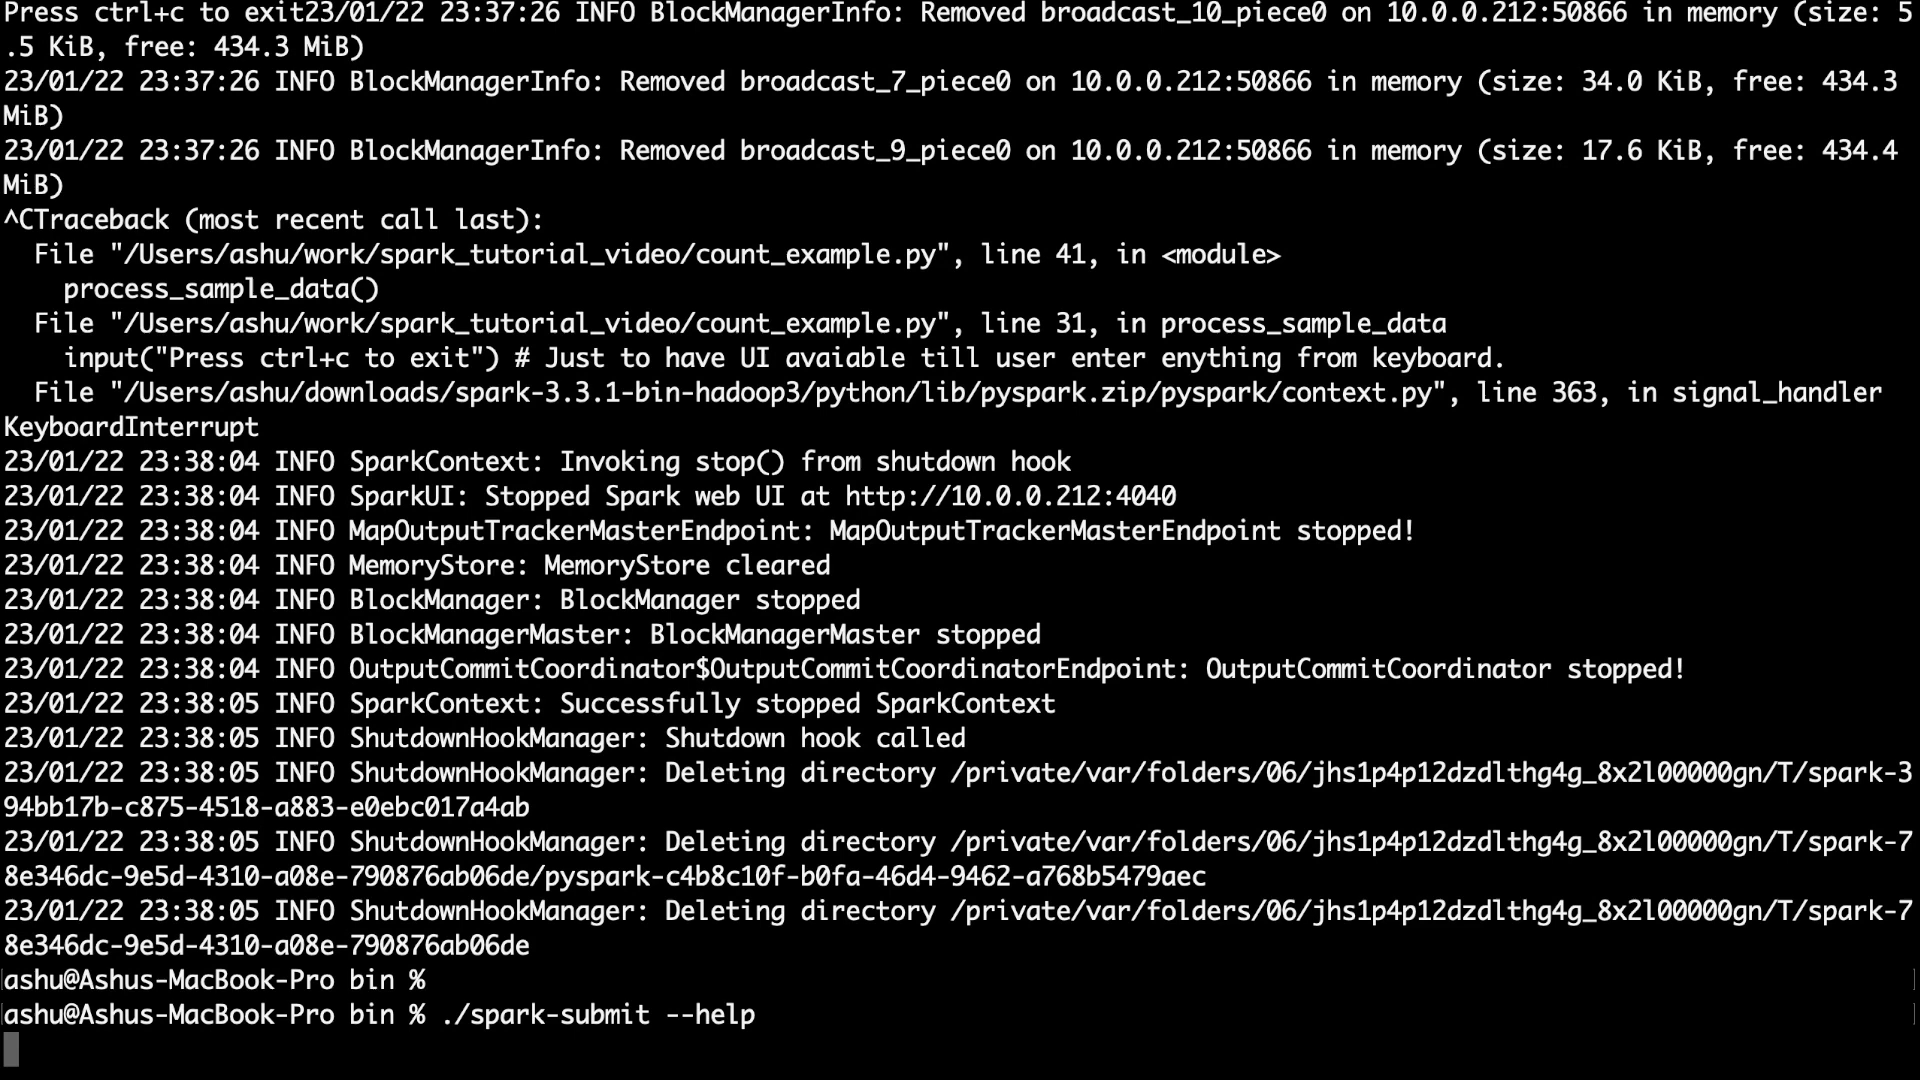 Press ctrl+c to exit23/01/22 23:37:26 INFO BlockManagerInfo: Removed broadcast_10_piece0 on 10.0.0.212:50866 in memory (size: 5
.5 KiB, free: 434.3 MiB)
23/01/22 23:37:26 INFO BlockManagerInfo: Removed broadcast_7_piece0 on 10.0.0.212:50866 in memory (size: 34.0 KiB, free: 434.3
MiB)
23/01/22 23:37:26 INFO BlockManagerInfo: Removed broadcast_9_piece0 on 10.0.0.212:50866 in memory (size: 17.6 KiB, free: 434.4
MiB)
^CTraceback (most recent call last):
  File "/Users/ashu/work/spark_tutorial_video/count_example.py", line 41, in <module>
    process_sample_data()
  File "/Users/ashu/work/spark_tutorial_video/count_example.py", line 31, in process_sample_data
    input("Press ctrl+c to exit") # Just to have UI avaiable till user enter enything from keyboard.
  File "/Users/ashu/downloads/spark-3.3.1-bin-hadoop3/python/lib/pyspark.zip/pyspark/context.py", line 363, in signal_handler
KeyboardInterrupt
23/01/22 23:38:04 INFO SparkContext: Invoking stop() from shutdown hook
23/01/22 23:38:04 INFO SparkUI: Stopped Spark web UI at http://10.0.0.212:4040
23/01/22 23:38:04 INFO MapOutputTrackerMasterEndpoint: MapOutputTrackerMasterEndpoint stopped!
23/01/22 23:38:04 INFO MemoryStore: MemoryStore cleared
23/01/22 23:38:04 INFO BlockManager: BlockManager stopped
23/01/22 23:38:04 INFO BlockManagerMaster: BlockManagerMaster stopped
23/01/22 23:38:04 INFO OutputCommitCoordinator$OutputCommitCoordinatorEndpoint: OutputCommitCoordinator stopped!
23/01/22 23:38:05 INFO SparkContext: Successfully stopped SparkContext
23/01/22 23:38:05 INFO ShutdownHookManager: Shutdown hook called
23/01/22 23:38:05 INFO ShutdownHookManager: Deleting directory /private/var/folders/06/jhs1p4p12dzdlthg4g_8x2l00000gn/T/spark-3
94bb17b-c875-4518-a883-e0ebc017a4ab
23/01/22 23:38:05 INFO ShutdownHookManager: Deleting directory /private/var/folders/06/jhs1p4p12dzdlthg4g_8x2l00000gn/T/spark-7
8e346dc-9e5d-4310-a08e-790876ab06de/pyspark-c4b8c10f-b0fa-46d4-9462-a768b5479aec
23/01/22 23:38:05 INFO ShutdownHookManager: Deleting directory /private/var/folders/06/jhs1p4p12dzdlthg4g_8x2l00000gn/T/spark-7
8e346dc-9e5d-4310-a08e-790876ab06de
ashu@Ashus-MacBook-Pro bin %
ashu@Ashus-MacBook-Pro bin % ./spark-submit --help